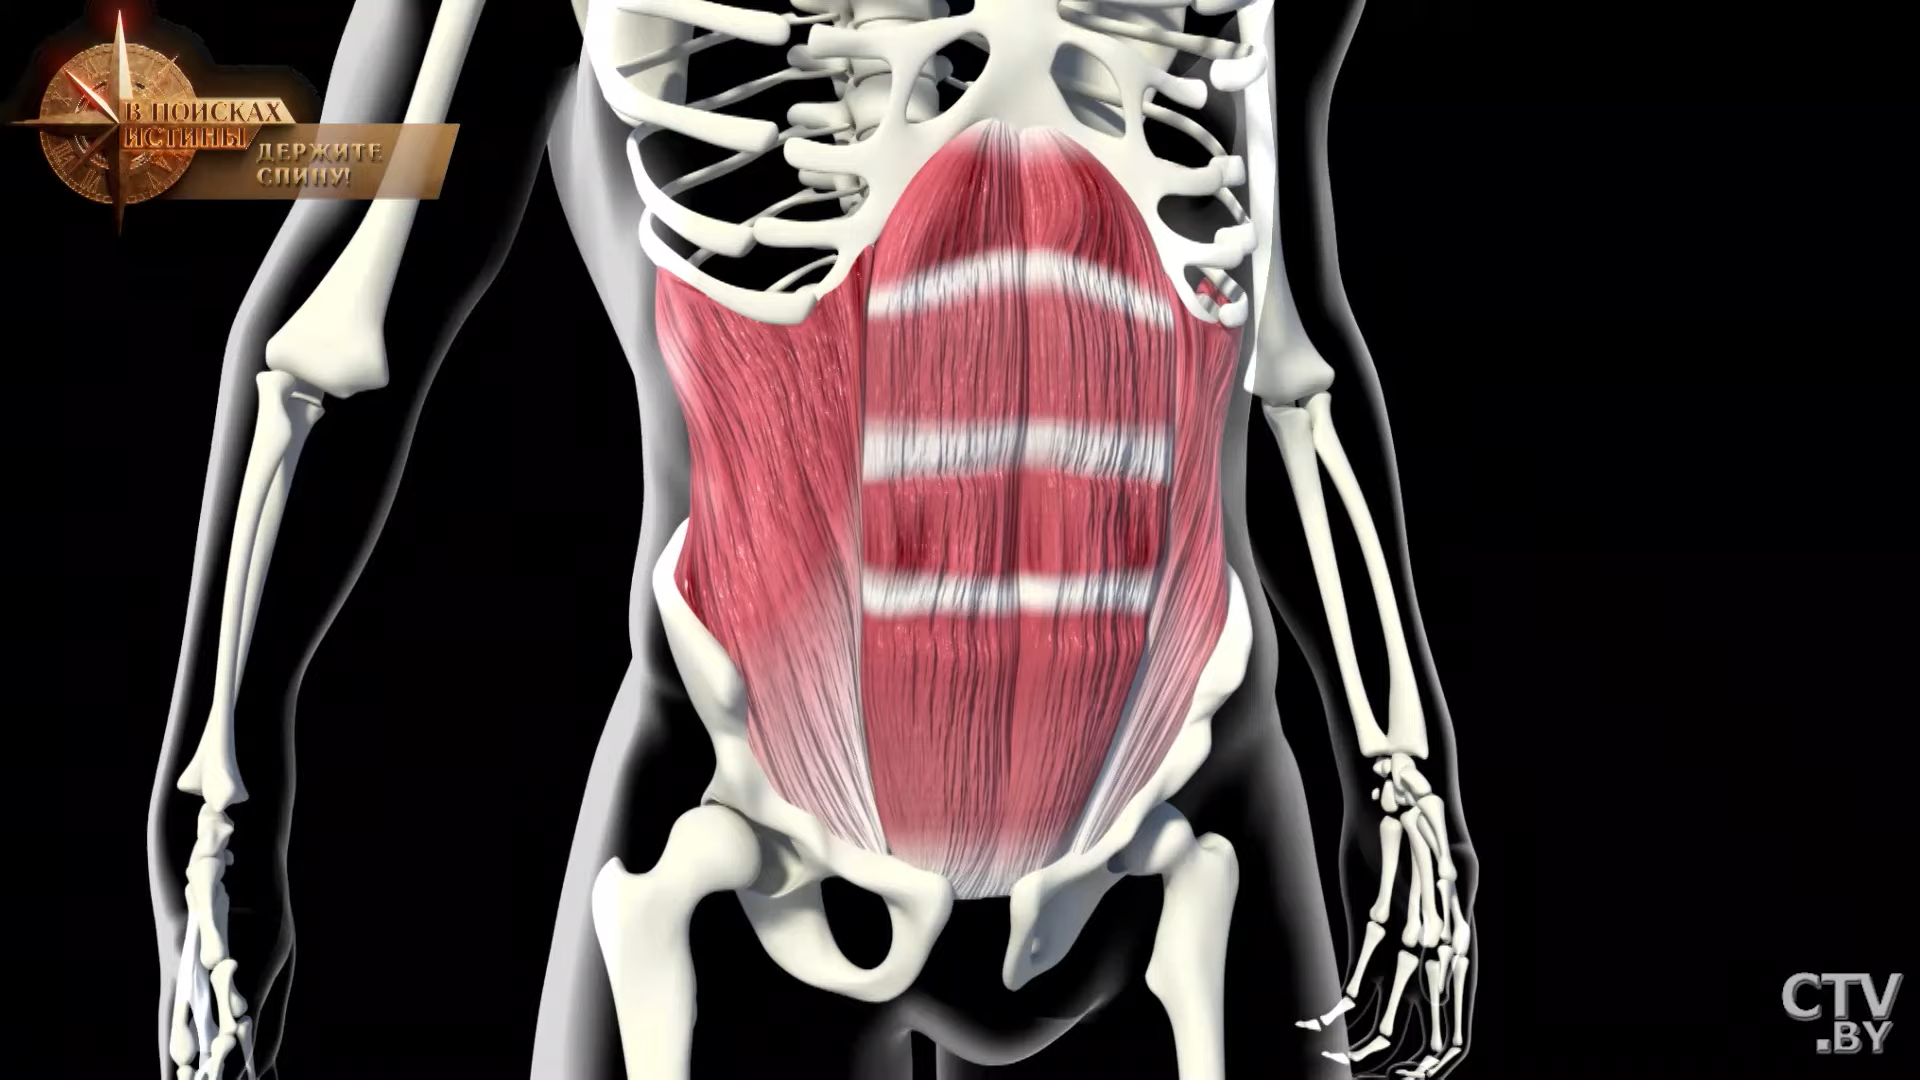 В ПОИСКАХ
ИСТИНЫ
ДЕРЖИТЕ
СПИНУ!
CTV
.BY